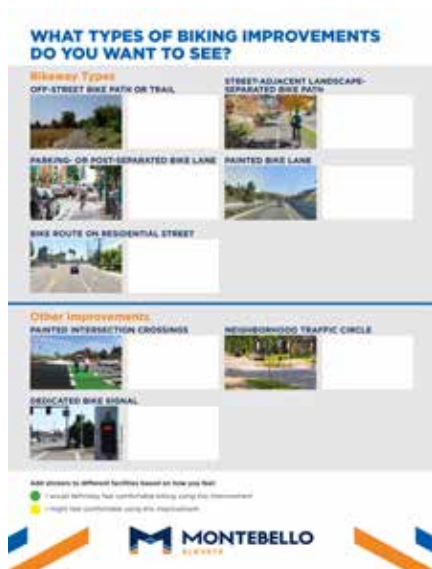 WHAT TYPES OF BIKING IMPROVEMENTS
DO YOU WANT TO SEE?
Bikeway Types
OFF-STREET BIKE PATH OR TRAIL
STREET-ADJACENT LANDSCAPE-
SEPARATED BIKE PATH
PARKING- OR POST-SEPARATED BIKE LANE
PAINTED BIKE LANE
BIKE ROUTE ON RESIDENTIAL STREET
Other Improvements
PAINTED INTERSECTION CROSSINGS
NEIGHBORHOOD TRAFFIC CIRCLE
DEDICATED BIKE SIGNAL
Add stickers to different facilities based on how you feel:
I would definitely feel comfortable biking using this improvement
I might feel comfortable using this improvement
MONTEBELLO
ELEVATE